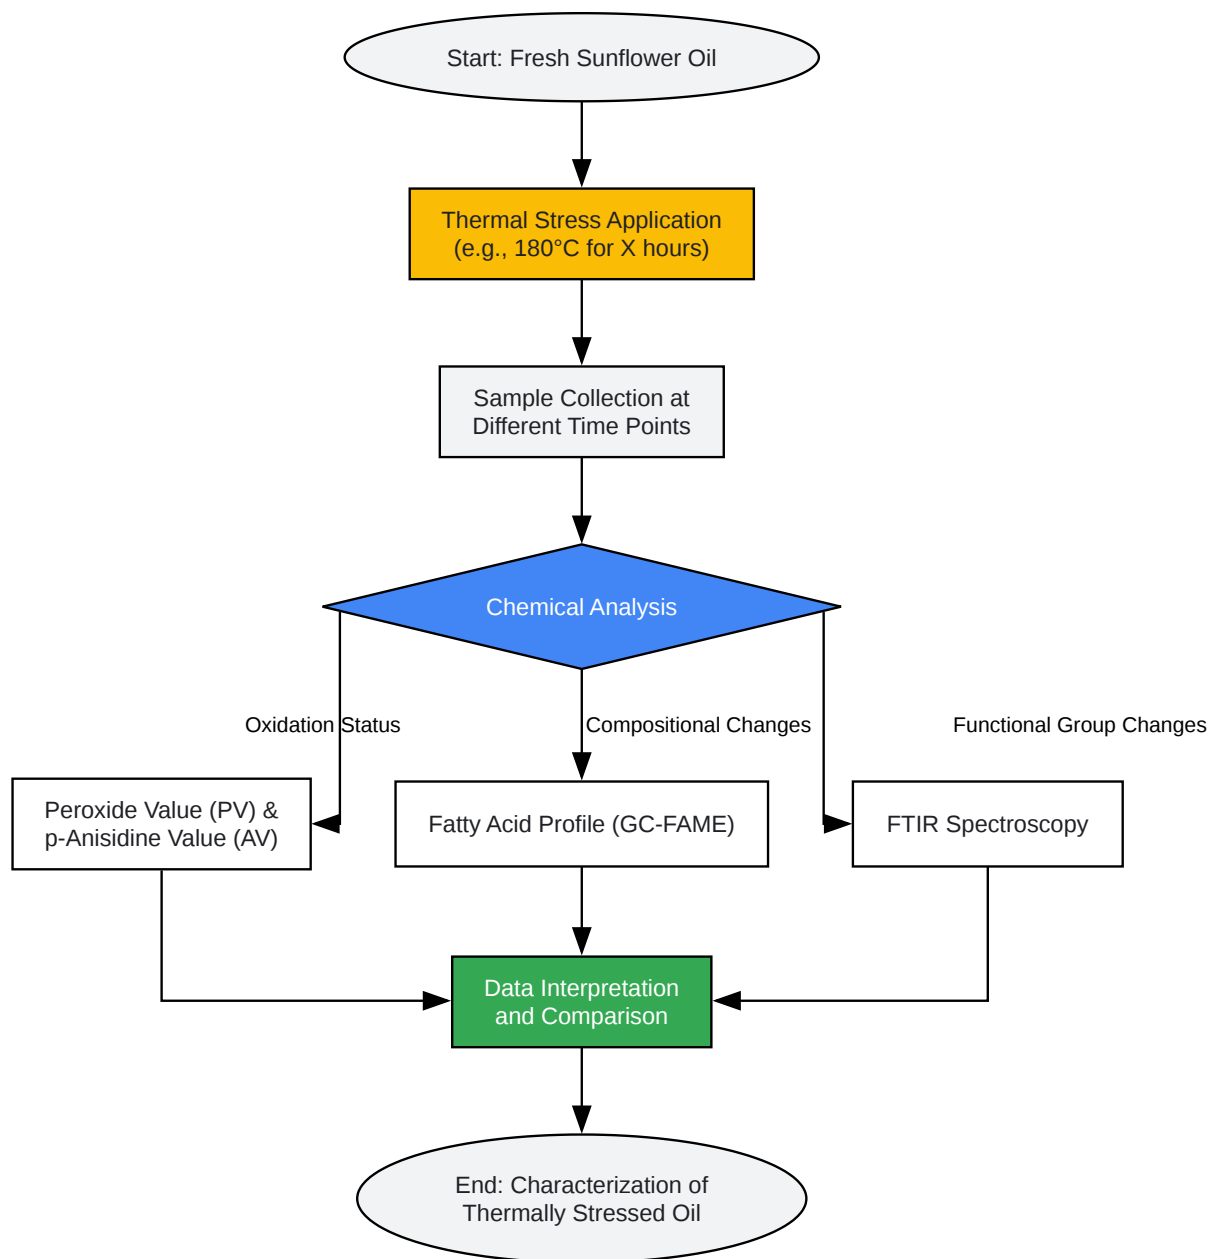 Start: Fresh Sunflower Oil
Thermal Stress Application
(e.g., 180°C for X hours)
Sample Collection at
Different Time Points
Chemical Analysis
Oxidation Status
Compositional Changes
Functional Group Changes
Peroxide Value (PV) &
p-Anisidine Value (AV)
Fatty Acid Profile (GC-FAME)
FTIR Spectroscopy
Data Interpretation
and Comparison
End: Characterization of
Thermally Stressed Oil